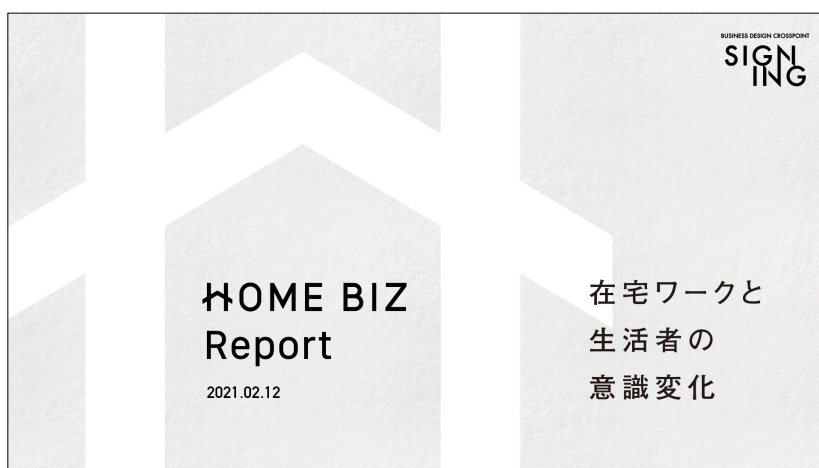 BUSINESS DESIGN CROSSPOINT
SIGN
ING
HOME BIZ
Report
2021.02.12
在宅ワークと
生活者の
意識変化